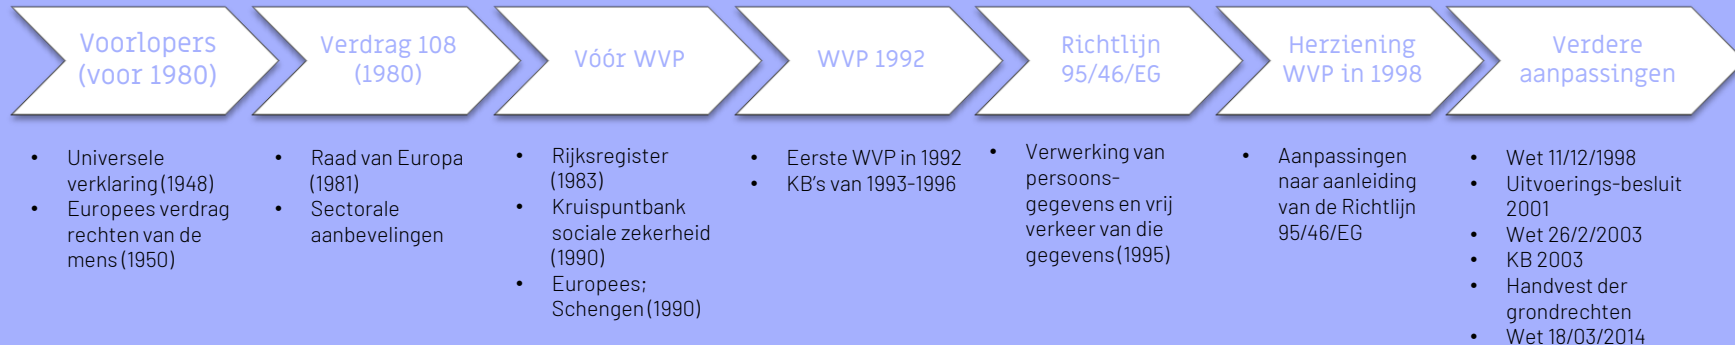 Voorlopers
(voor 1980)
Verdrag 108
(1980)
Vóór WVP
WVP 1992
Richtlijn
95/46/EG
Herziening
WVP in 1998
Verdere
aanpassingen
• Universele
verklaring (1948)
• Europees verdrag
rechten van de
mens (1950)
• Raad van Europa
(1981)
• Sectorale
aanbevelingen
• Rijksregister
(1983)
• Kruispuntbank
sociale zekerheid
(1990)
• Europees;
Schengen (1990)
• Eerste WVP in 1992
• KB's van 1993-1996
• Verwerking van
persoons-
gegevens en vrij
verkeer van die
gegevens (1995)
• Aanpassingen
naar aanleiding
van de Richtlijn
95/46/EG
• Wet 11/12/1998
• Uitvoerings-besluit
2001
• Wet 26/2/2003
• KB 2003
• Handvest der
grondrechten
• Wet 18/03/2014